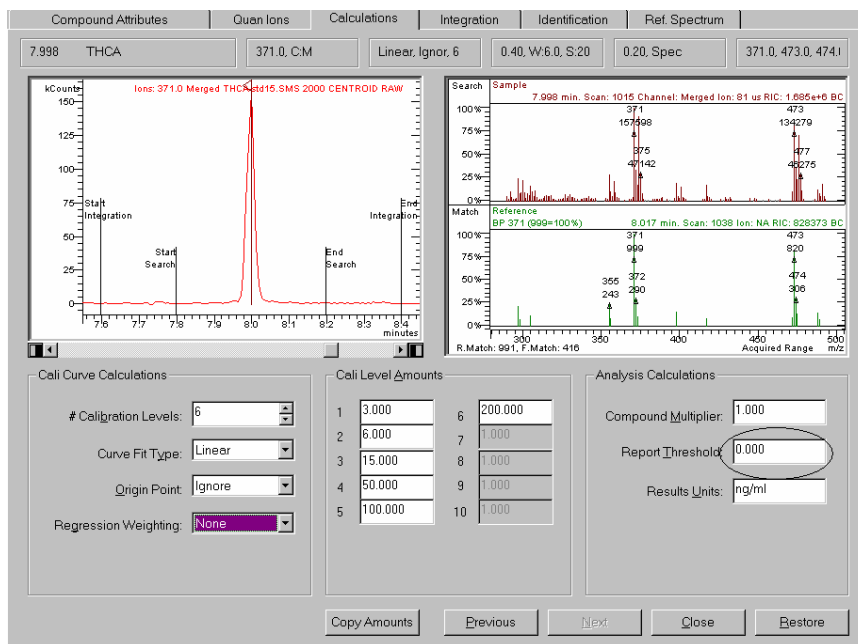 Compound Attributes Quan Ions Calculations Integration Identification Ref. Spectrum
7.998 THCA 371.0, C:M Linear, Ignor, 6 0.40, W:6.0, S:20 0.20, Spec 371.0, 473.0, 474.(
kCounts Ions: 371.0 Merged THCA std15.SMS 2000 CENTROID RAW
150
125
100
75
50
25
0
Start Integration
Start Search
End Search
End Integration
7.6 7.7 7.8 7.9 8.0 8.1 8.2 8.3 8.4
minutes
Search Sample
7.998 min. Scan: 1015 Channel: Merged Ion: 81 us RIC: 1.685e+6 BC
100% 371 473
157598 134279
75%
375 477
50% 47142 46275
25%
0%
Match Reference
BP 371 (999=100%) 8.017 min. Scan: 1038 Ion: NA RIC: 828373 BC
100% 371 473
999 820
75%
50% 355 372 474
243 290 306
25%
0%
300 350 400 450 500
R.Match: 991, F.Match: 416 Acquired Range m/z
Cali Curve Calculations
# Calibration Levels: 6
Curve Fit Type: Linear
Origin Point: Ignore
Regression Weighting: None
Cali Level Amounts
1 3.000 6 200.000
2 6.000 7 1.000
3 15.000 8 1.000
4 50.000 9 1.000
5 100.000 10 1.000
Analysis Calculations
Compound Multiplier: 1.000
Report Threshold: 0.000
Results Units: ng/ml
Copy Amounts Previous Next Close Restore